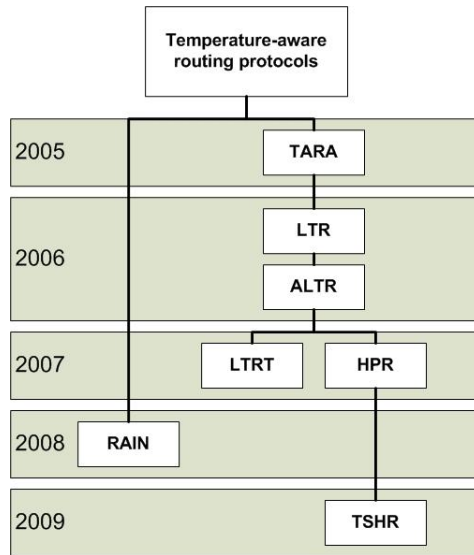 Temperature-aware
routing protocols
2005
TARA
2006
LTR
ALTR
2007
LTRT
HPR
2008
RAIN
2009
TSHR